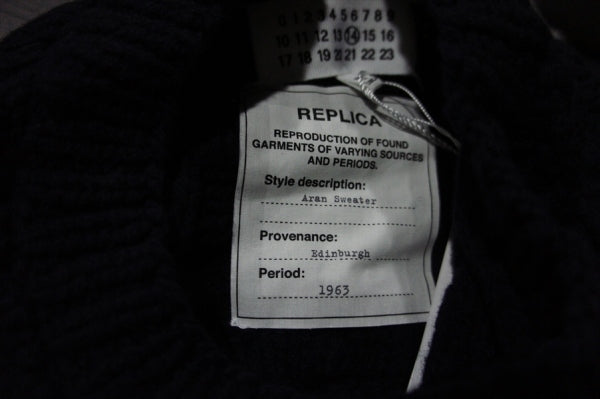 0 1 2 3 4 5 6 7 8 9
10 11 12 13 14 15 16
17 18 19 20 21 22 23
REPLICA
REPRODUCTION OF FOUND
GARMENTS OF VARYING SOURCES
AND PERIODS.
Style description:
Aran Sweater
Provenance:
Edinburgh
Period:
1963